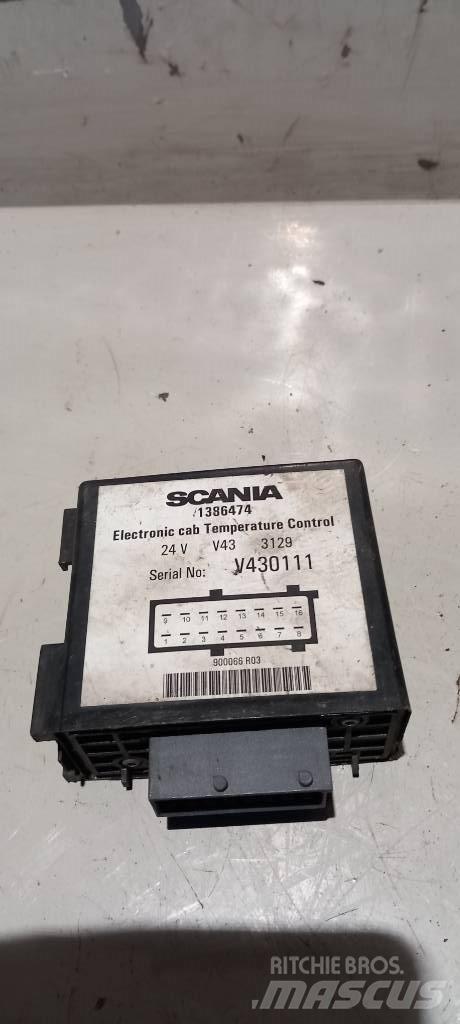 SCANIA
1386474
Electronic cab Temperature Control
24 V V43 3129
Serial No: V430111
9 10 11 12 13 14 15 16
1 2 3 4 5 6 7 8
900066 R03
RITCHIE BROS.
MASCUS